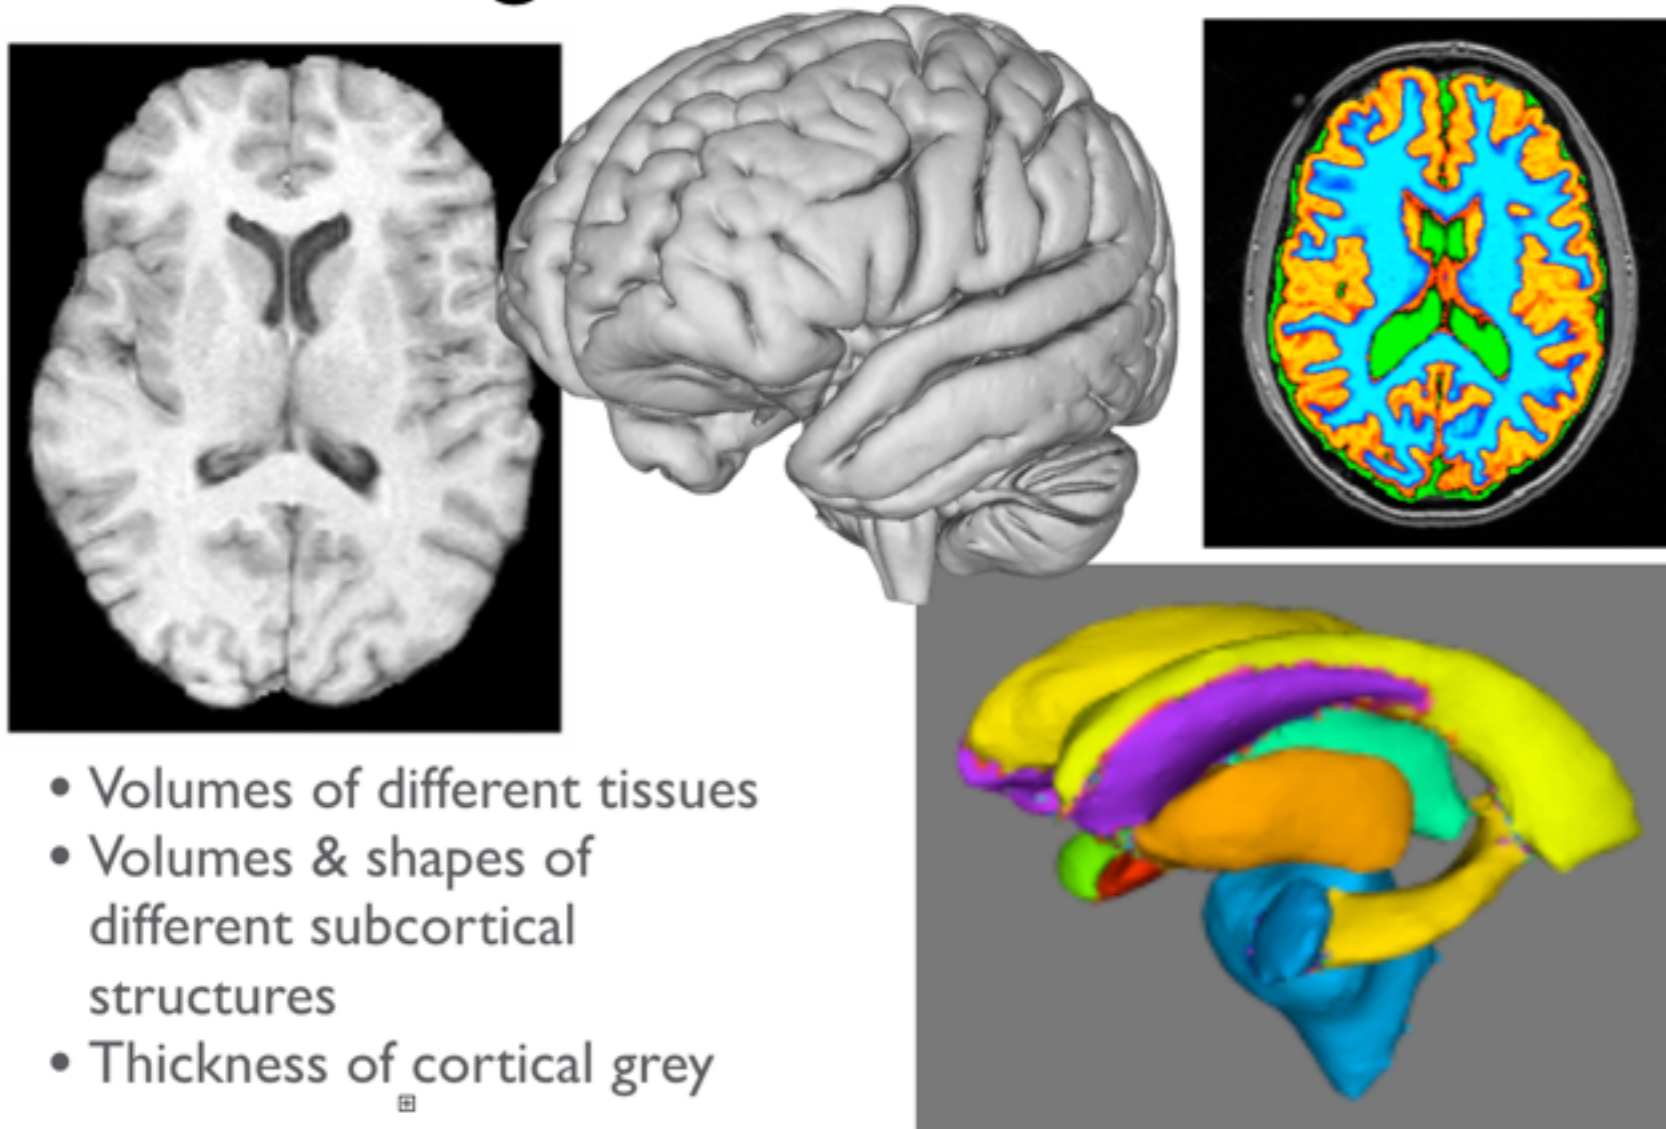 • Volumes of different tissues
• Volumes & shapes of
different subcortical
structures
• Thickness of cortical grey